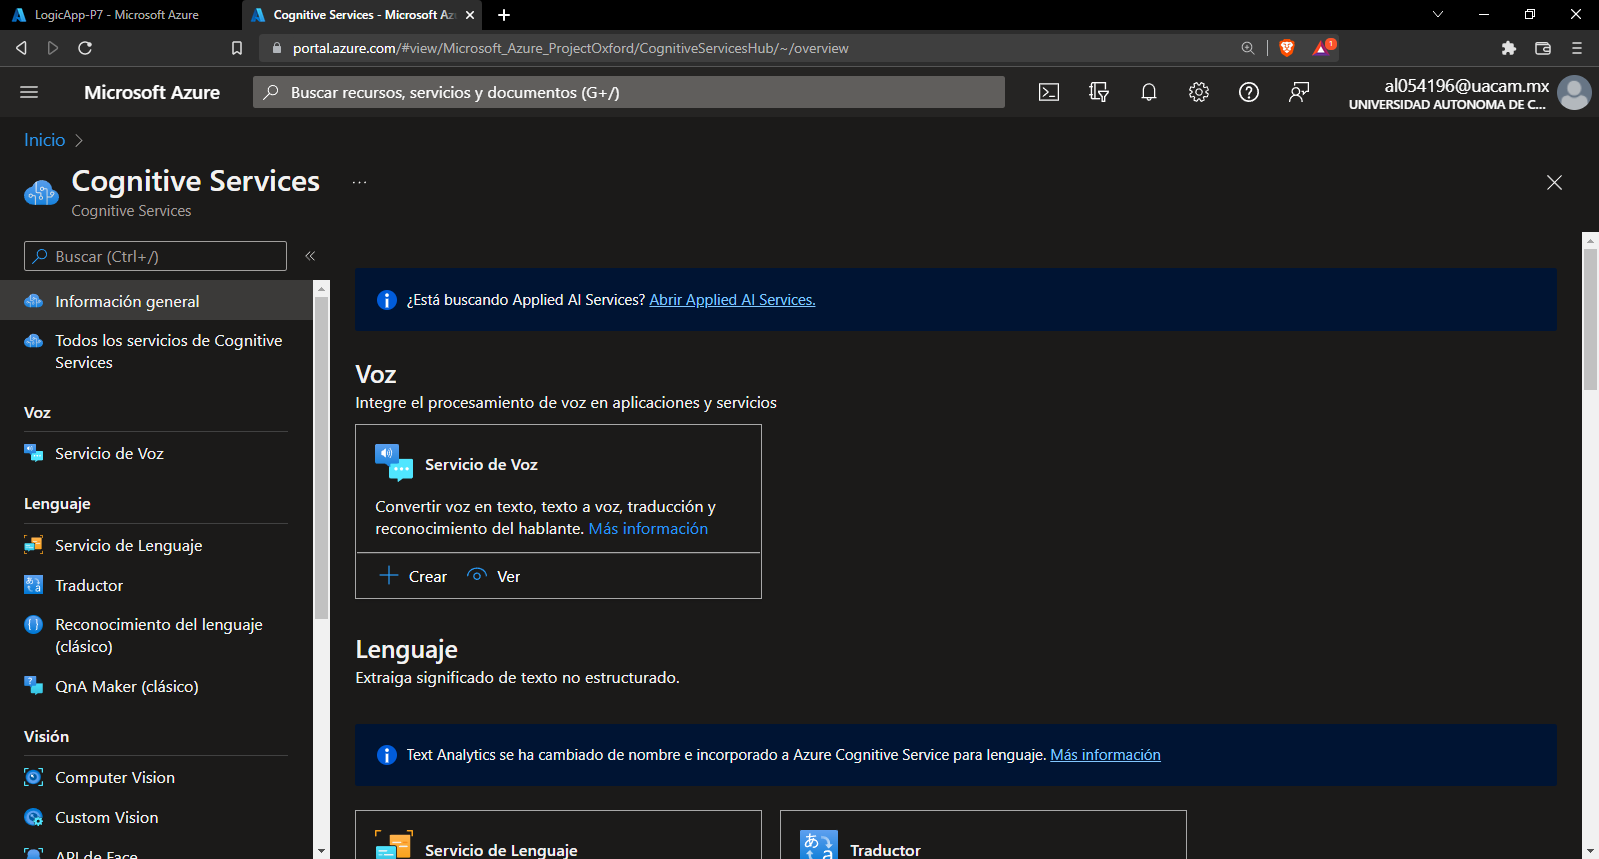 LogicApp-P7 - Microsoft Azure
Cognitive Services - Microsoft Az
portal.azure.com/#view/Microsoft_Azure_ProjectOxford/CognitiveServicesHub/~/overview
1
Microsoft Azure
Buscar recursos, servicios y documentos (G+/)
al054196@uacam.mx
UNIVERSIDAD AUTONOMA DE C...
Inicio
Cognitive Services
...
Cognitive Services
Buscar (Ctrl+/)
«
Información general
Todos los servicios de Cognitive
Services
Voz
Servicio de Voz
Lenguaje
Servicio de Lenguaje
Traductor
Reconocimiento del lenguaje
(clásico)
QnA Maker (clásico)
Visión
Computer Vision
Custom Vision
API de Face
¿Está buscando Applied AI Services? Abrir Applied AI Services.
Voz
Integre el procesamiento de voz en aplicaciones y servicios
Servicio de Voz
Convertir voz en texto, texto a voz, traducción y
reconocimiento del hablante. Más información
Crear
Ver
Lenguaje
Extraiga significado de texto no estructurado.
Text Analytics se ha cambiado de nombre e incorporado a Azure Cognitive Service para lenguaje. Más información
Servicio de Lenguaje
Traductor